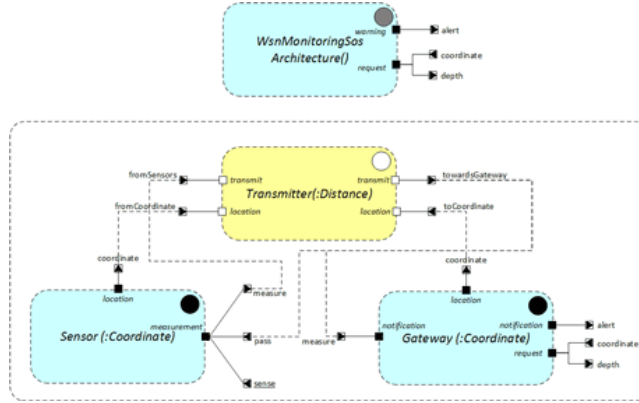 warning
alert
WsnMonitoringSos
Architecture()
coordinate
request
depth
fromSensors
transmit
transmit
towardsGateway
Transmitter(:Distance)
fromCoordinate
location
location
toCoordinate
coordinate
coordinate
location
measure
location
measurement
notification
notification
alert
Sensor (:Coordinate)
pass
measure
Gateway (:Coordinate)
coordinate
request
depth
sense